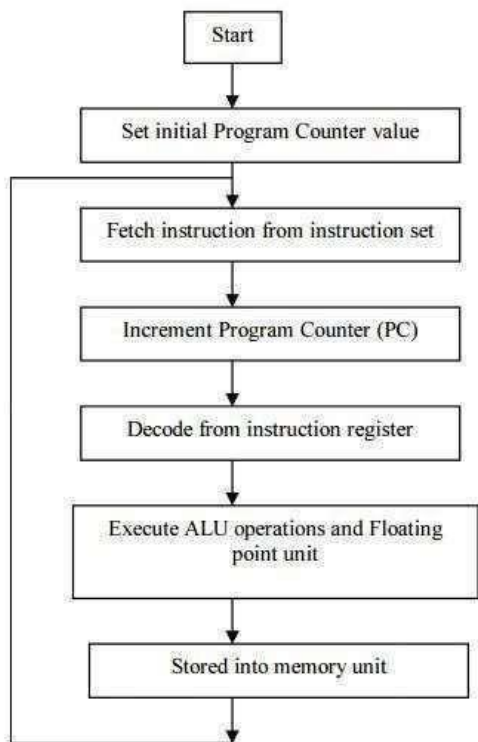 Start
Set initial Program Counter value
Fetch instruction from instruction set
Increment Program Counter (PC)
Decode from instruction register
Execute ALU operations and Floating
point unit
Stored into memory unit